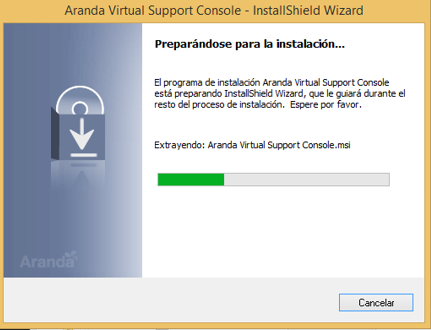 Aranda Virtual Support Console - InstallShield Wizard
Preparándose para la instalación...
El programa de instalación Aranda Virtual Support Console
está preparando InstallShield Wizard, que le guiará durante el
resto del proceso de instalación. Espere por favor.
Extrayendo: Aranda Virtual Support Console.msi
Aranda
Cancelar